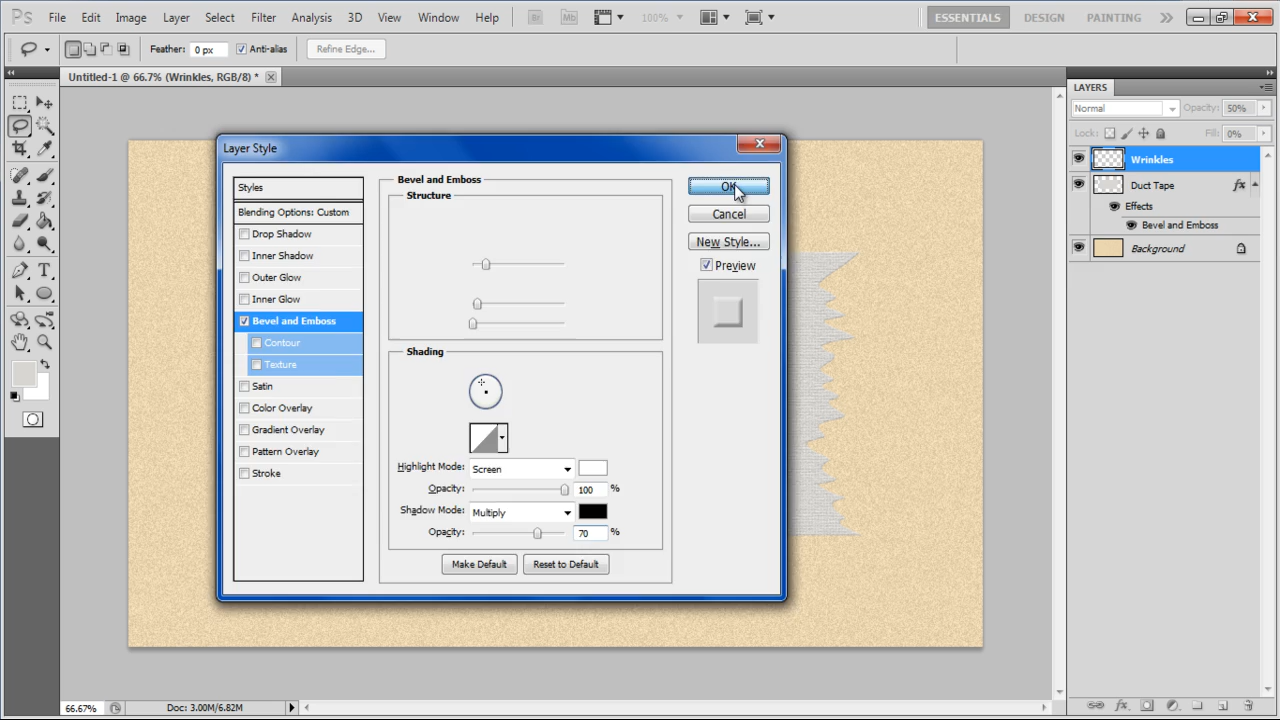 Ps File Edit Image Layer Select Filter Analysis 3D View Window Help Br Mb 100% ESSENTIALS DESIGN PAINTING
Feather: 0 px Anti-alias Refine Edge...
Untitled-1 @ 66.7% (Wrinkles, RGB/8) *
LAYERS
Normal Opacity: 50%
Lock: Fill: 0%
Wrinkles
Duct Tape fx
Effects
Bevel and Emboss
Background
Layer Style
Styles
Blending Options: Custom
Drop Shadow
Inner Shadow
Outer Glow
Inner Glow
Bevel and Emboss
Contour
Texture
Satin
Color Overlay
Gradient Overlay
Pattern Overlay
Stroke
Bevel and Emboss
Structure
Shading
Highlight Mode: Screen
Opacity: 100 %
Shadow Mode: Multiply
Opacity: 70 %
Make Default Reset to Default
OK
Cancel
New Style...
Preview
66.67% Doc: 3.00M/6.82M
fx